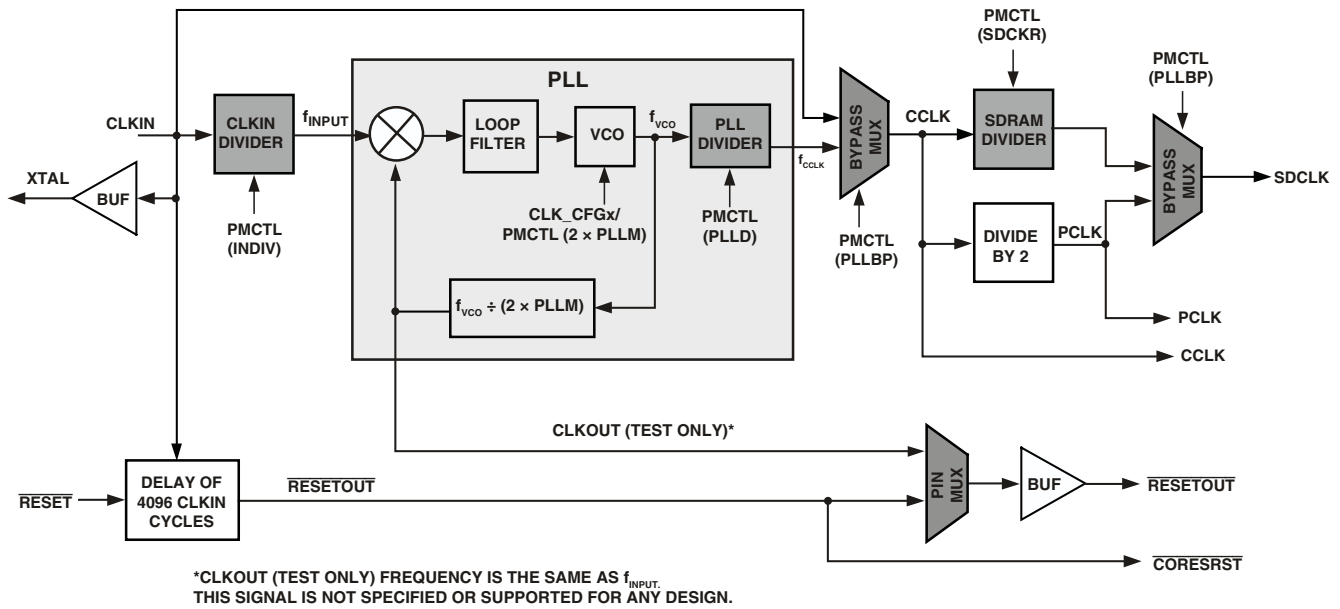 PMCTL
(SDCKR)
PMCTL
(PLLBP)
PLL
CLKIN
CLKIN
DIVIDER
fINPUT
LOOP
FILTER
VCO
fVCO
PLL
DIVIDER
fCCLK
BYPASS
MUX
CCLK
SDRAM
DIVIDER
BYPASS
MUX
SDCLK
XTAL
BUF
PMCTL
(INDIV)
CLK_CFGx/
PMCTL (2 × PLLM)
PMCTL
(PLLD)
PMCTL
(PLLBP)
DIVIDE
BY 2
PCLK
fVCO ÷ (2 × PLLM)
PCLK
CCLK
CLKOUT (TEST ONLY)*
RESET
DELAY OF
4096 CLKIN
CYCLES
RESETOUT
PIN
MUX
BUF
RESETOUT
CORESRST
*CLKOUT (TEST ONLY) FREQUENCY IS THE SAME AS fINPUT.
THIS SIGNAL IS NOT SPECIFIED OR SUPPORTED FOR ANY DESIGN.